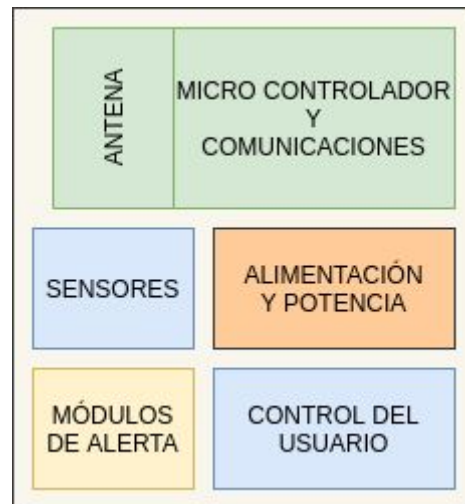 ANTENA
MICRO CONTROLADOR
Y
COMUNICACIONES
SENSORES
ALIMENTACIÓN
Y POTENCIA
MÓDULOS
DE ALERTA
CONTROL DEL
USUARIO